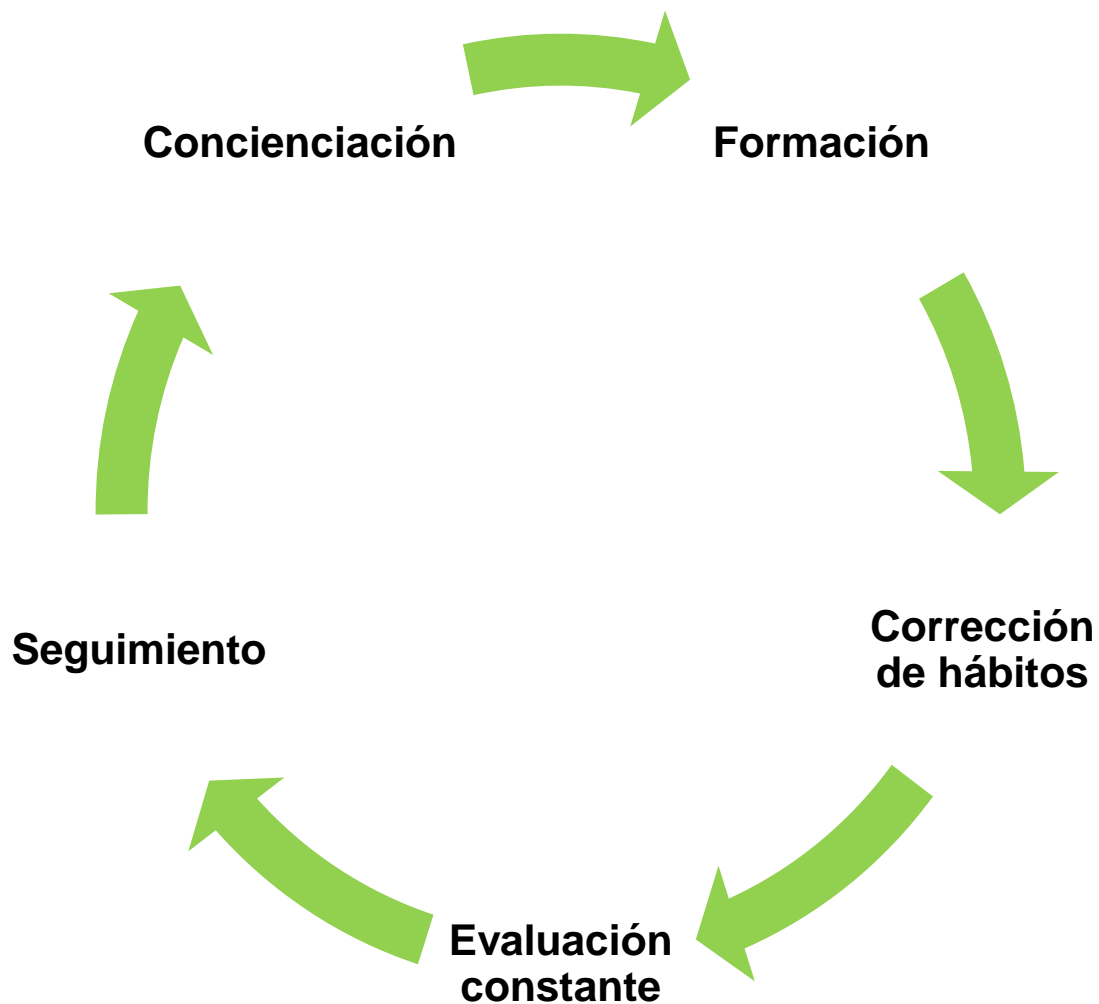 Concienciación
Formación
Corrección
de hábitos
Evaluación
constante
Seguimiento